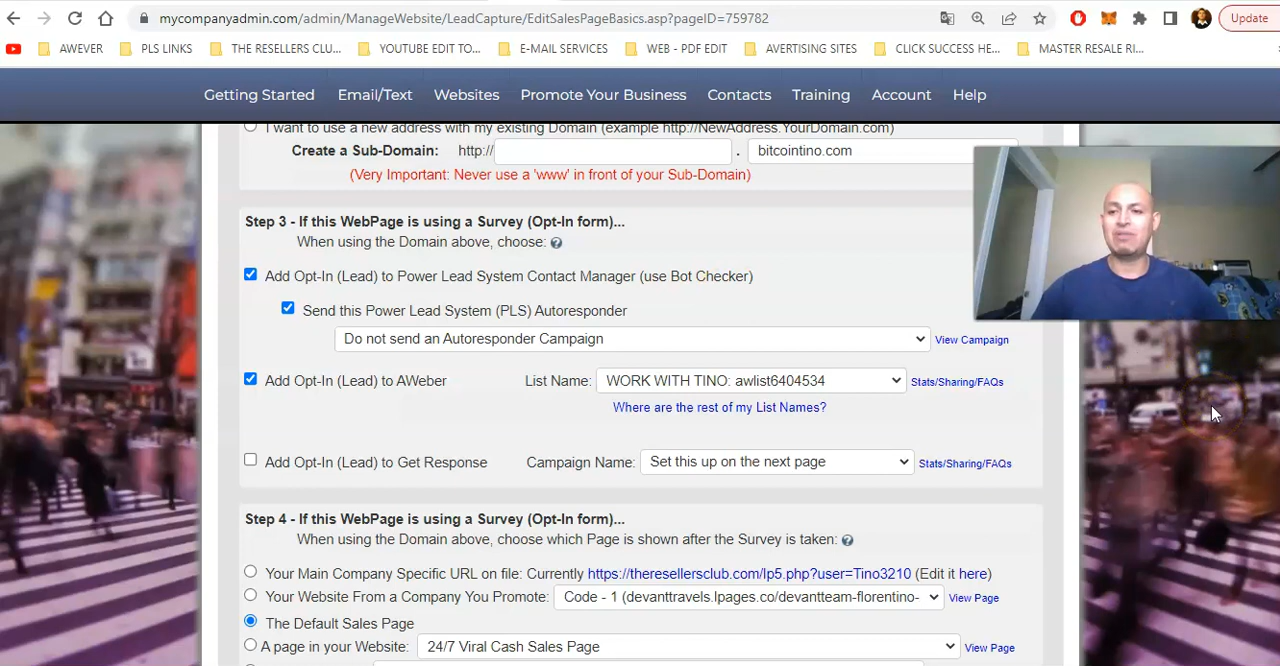 mycompanyadmin.com/admin/ManageWebsite/LeadCapture/EditSalesPageBasics.asp?pageID=759782
Update
AWEVER PLS LINKS THE RESELLERS CLU... YOUTUBE EDIT TO... E-MAIL SERVICES WEB - PDF EDIT AVERTISING SITES CLICK SUCCESS HE... MASTER RESALE RI...
Getting Started Email/Text Websites Promote Your Business Contacts Training Account Help
I want to use a new address with my existing Domain (example http://NewAddress.YourDomain.com)
Create a Sub-Domain: http:// . bitcointino.com
(Very Important: Never use a 'www' in front of your Sub-Domain)
Step 3 - If this WebPage is using a Survey (Opt-In form)...
When using the Domain above, choose: ?
Add Opt-In (Lead) to Power Lead System Contact Manager (use Bot Checker)
Send this Power Lead System (PLS) Autoresponder
Do not send an Autoresponder Campaign View Campaign
Add Opt-In (Lead) to AWeber List Name: WORK WITH TINO: awlist6404534 Stats/Sharing/FAQs
Where are the rest of my List Names?
Add Opt-In (Lead) to Get Response Campaign Name: Set this up on the next page Stats/Sharing/FAQs
Step 4 - If this WebPage is using a Survey (Opt-In form)...
When using the Domain above, choose which Page is shown after the Survey is taken: ?
Your Main Company Specific URL on file: Currently https://theresellersclub.com/lp5.php?user=Tino3210 (Edit it here)
Your Website From a Company You Promote: Code - 1 (devanttravels.lpages.co/devantteam-florentino- View Page
The Default Sales Page
A page in your Website: 24/7 Viral Cash Sales Page View Page